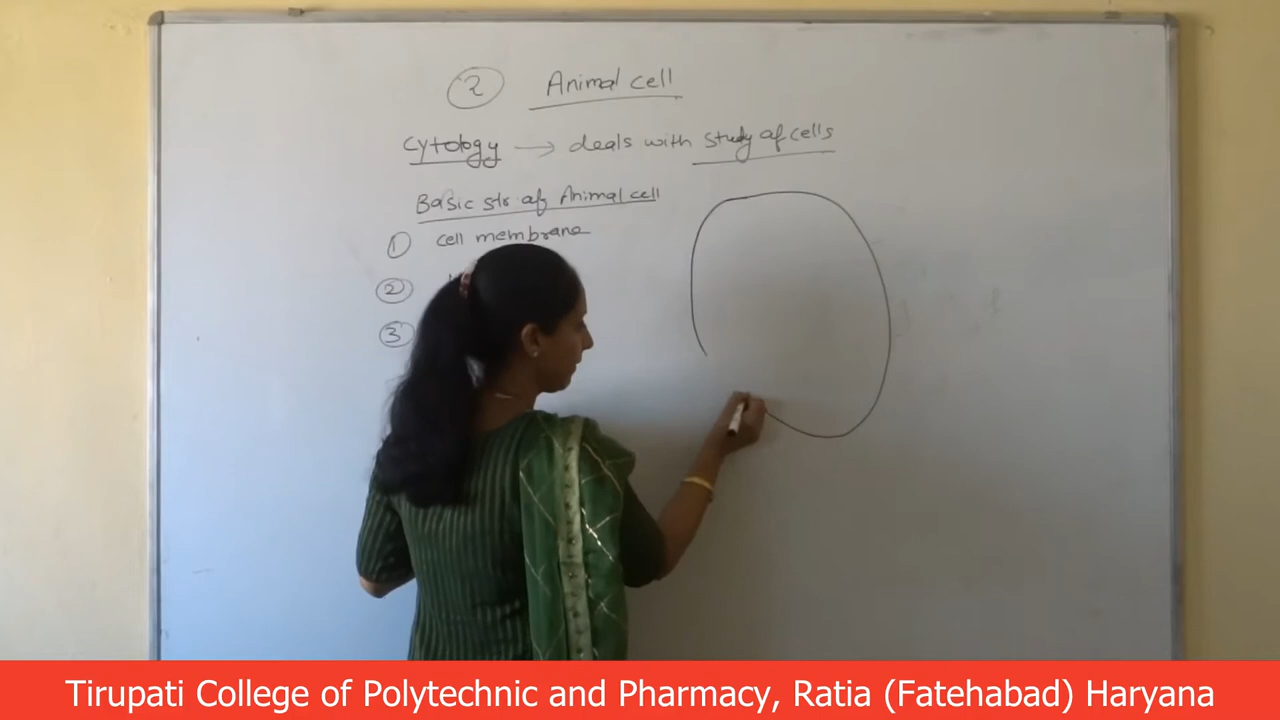 2 Animal cell
Cytology → deals with study of cells
Basic str of Animal cell
1 cell membrane
2
3
Tirupati College of Polytechnic and Pharmacy, Ratia (Fatehabad) Haryana